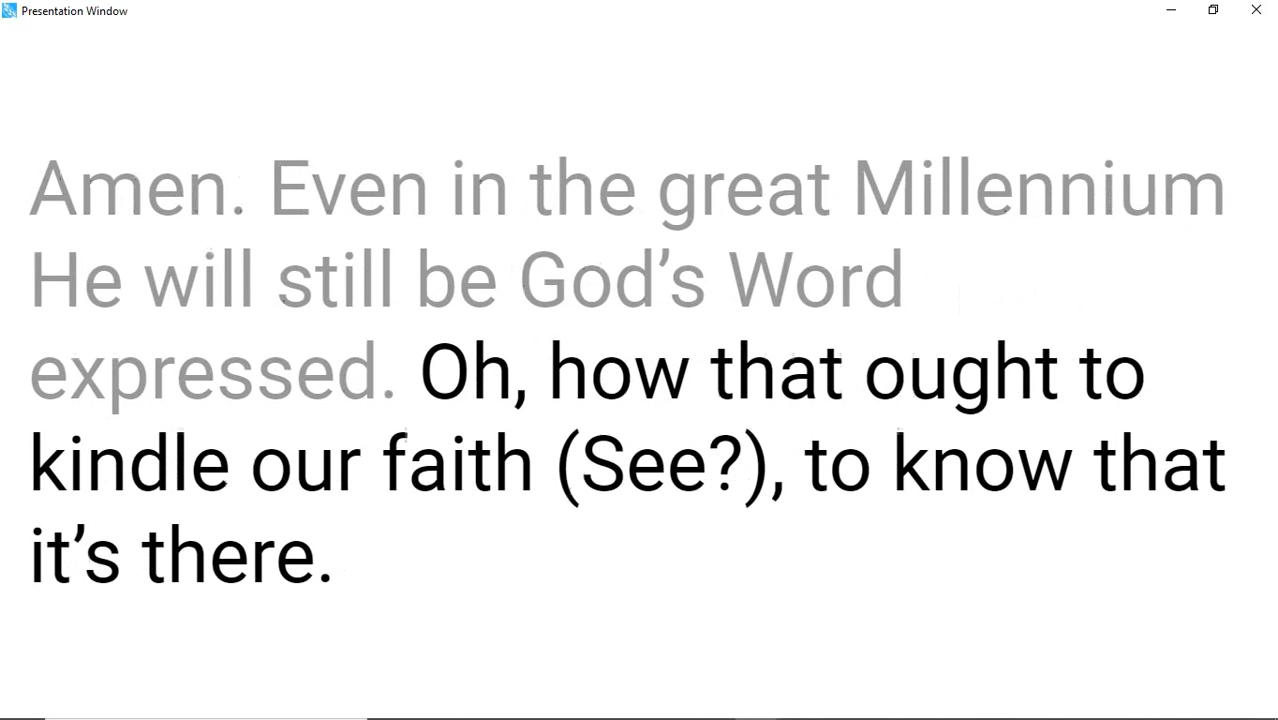 Presentation Window
Amen. Even in the great Millennium
He will still be God’s Word
expressed. Oh, how that ought to
kindle our faith (See?), to know that
it’s there.